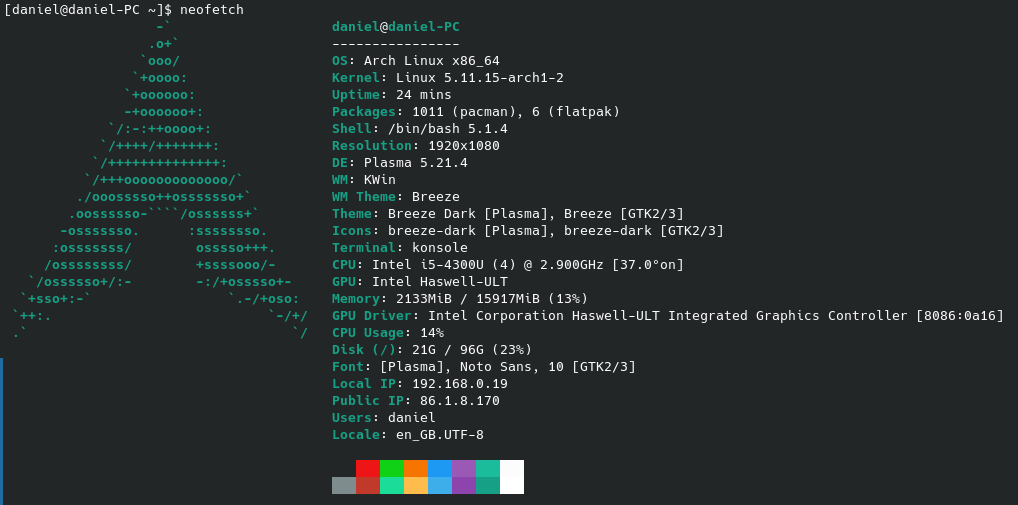 [daniel@daniel-PC ~]$ neofetch
-` daniel@daniel-PC
.o+` ----------------
`ooo/ OS: Arch Linux x86_64
`+oooo: Kernel: Linux 5.11.15-arch1-2
`+oooooo: Uptime: 24 mins
-+oooooo+: Packages: 1011 (pacman), 6 (flatpak)
`/:-:++oooo+: Shell: /bin/bash 5.1.4
`/++++/+++++++: Resolution: 1920x1080
`/++++++++++++++: DE: Plasma 5.21.4
`/+++ooooooooooooo/` WM: KWin
./ooosssso++osssssso+` WM Theme: Breeze
.oossssso-````/ossssss+` Theme: Breeze Dark [Plasma], Breeze [GTK2/3]
-osssssso. :ssssssso. Icons: breeze-dark [Plasma], breeze-dark [GTK2/3]
:osssssss/ osssso+++. Terminal: konsole
/ossssssss/ +ssssooo/- CPU: Intel i5-4300U (4) @ 2.900GHz [37.0°on]
`/ossssso+/:- -:/+osssso+- GPU: Intel Haswell-ULT
`+sso+:-` `.-/+oso: Memory: 2133MiB / 15917MiB (13%)
`++:. `-/+/ GPU Driver: Intel Corporation Haswell-ULT Integrated Graphics Controller [8086:0a16]
.` `/ CPU Usage: 14%
Disk (/): 21G / 96G (23%)
Font: [Plasma], Noto Sans, 10 [GTK2/3]
Local IP: 192.168.0.19
Public IP: 86.1.8.170
Users: daniel
Locale: en_GB.UTF-8